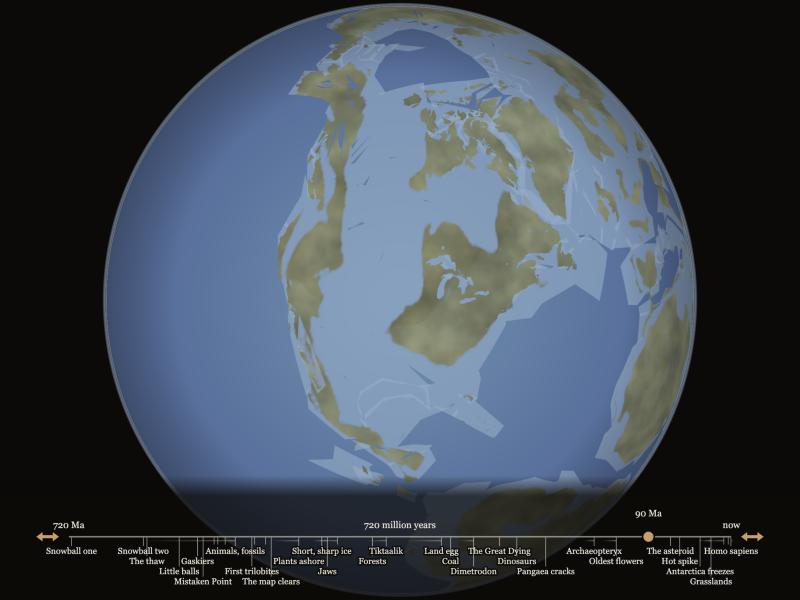 90 Ma
720 Ma
720 million years
now
Snowball one
Snowball two
Animals, fossils
Short, sharp ice
Tiktaalik
Land egg
The Great Dying
Archaeopteryx
The asteroid
Homo sapiens
The thaw
Gaskiers
Plants ashore
Forests
Coal
Dinosaurs
Oldest flowers
Hot spike
Little balls
First trilobites
Jaws
Dimetrodon
Pangaea cracks
Antarctica freezes
Mistaken Point
The map clears
Grasslands